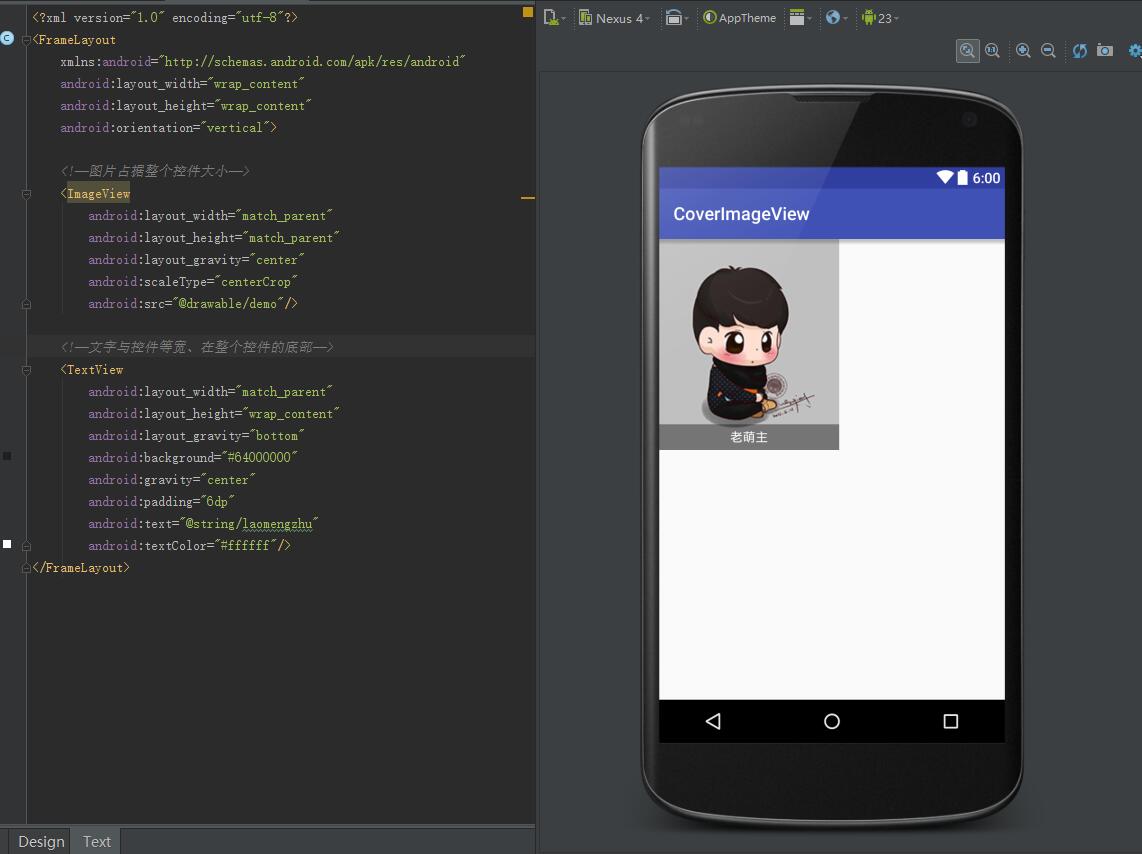 <?xml version="1.0" encoding="utf-8"?>
<FrameLayout
xmlns:android="http://schemas.android.com/apk/res/android"
android:layout_width="wrap_content"
android:layout_height="wrap_content"
android:orientation="vertical">
<!--图片占据整个控件大小-->
<ImageView
android:layout_width="match_parent"
android:layout_height="match_parent"
android:layout_gravity="center"
android:scaleType="centerCrop"
android:src="@drawable/demo"/>
<!--文字与控件等宽、在整个控件的底部-->
<TextView
android:layout_width="match_parent"
android:layout_height="wrap_content"
android:layout_gravity="bottom"
android:background="#64000000"
android:gravity="center"
android:padding="6dp"
android:text="@string/laomengzhu"
android:textColor="#ffffff"/>
</FrameLayout>
Design Text
Nexus 4 AppTheme 23
6:00
CoverImageView
老萌主